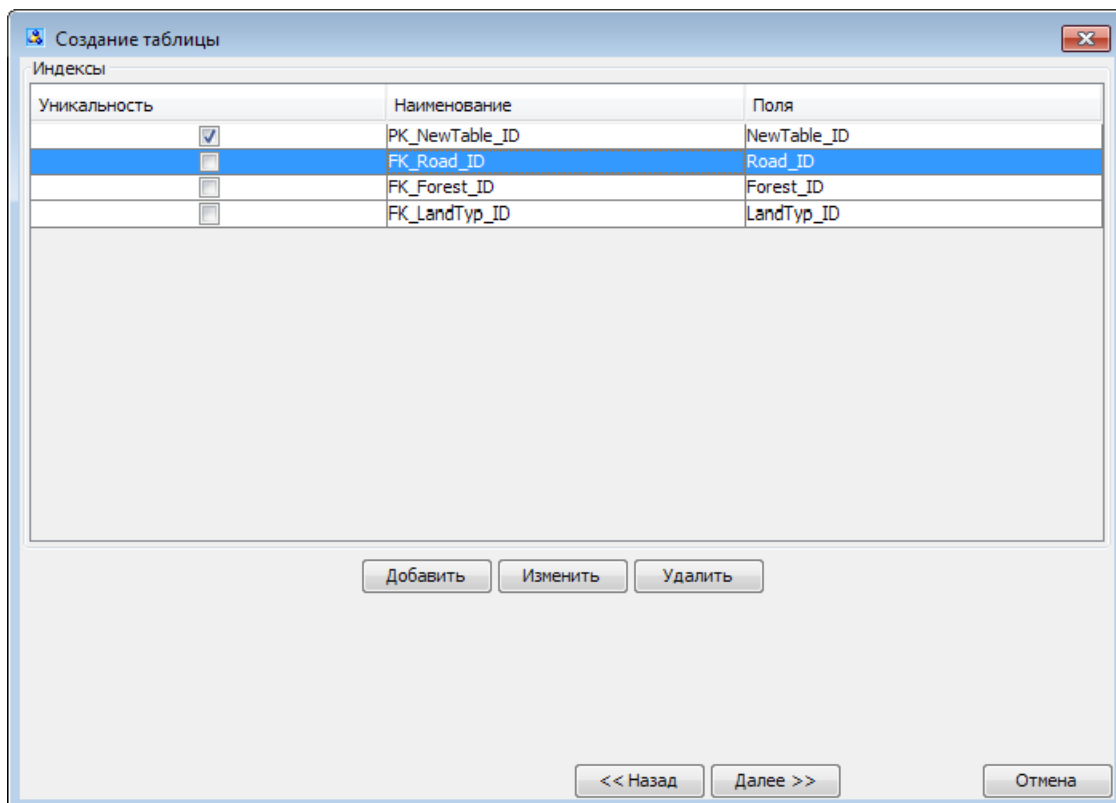 Создание таблицы
Индексы
Уникальность Наименование Поля
PK_NewTable_ID NewTable_ID
FK_Road_ID Road_ID
FK_Forest_ID Forest_ID
FK_LandTyp_ID LandTyp_ID
Добавить Изменить Удалить
<< Назад Далее >> Отмена